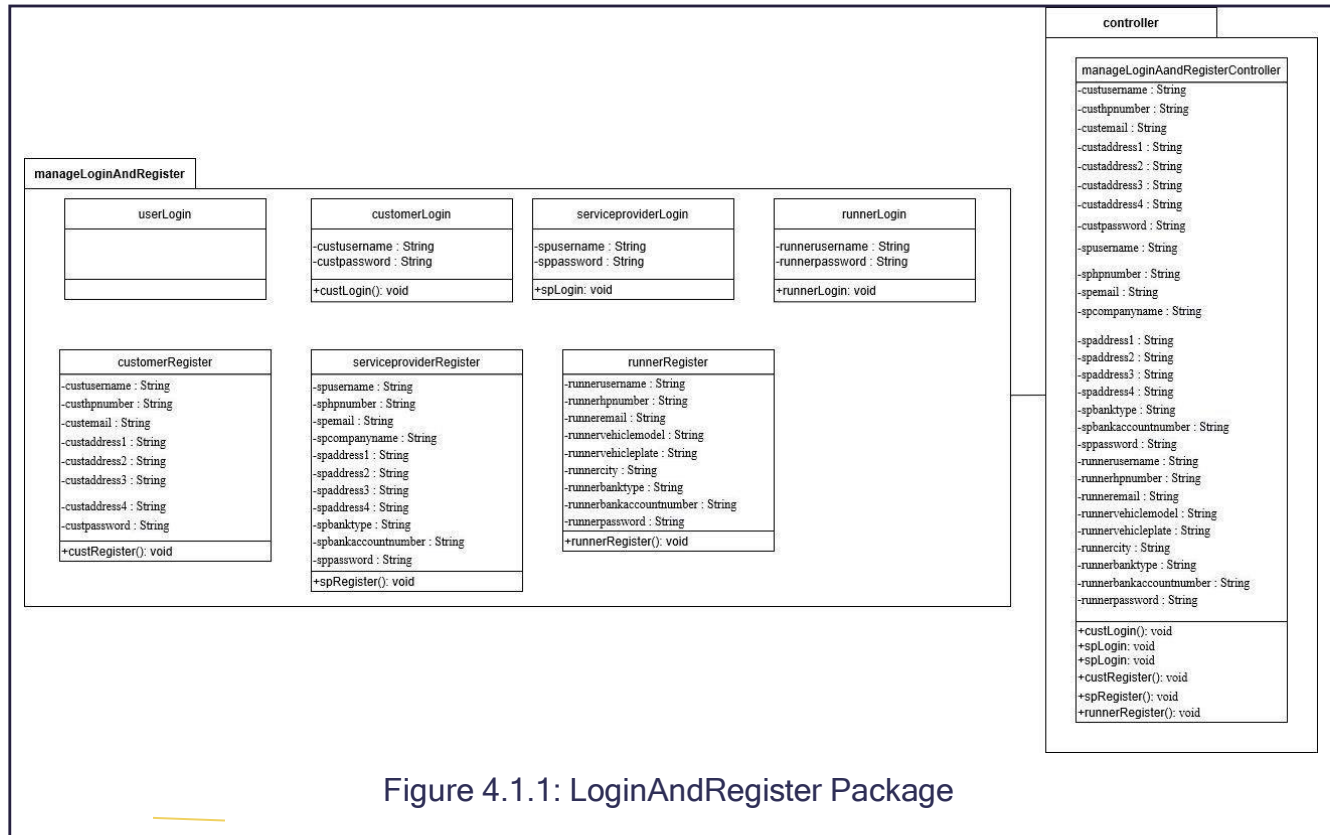 controller
manageLoginAandRegisterController
-custusername : String
-custhpnumber : String
-custemail : String
-custaddress1 : String
-custaddress2 : String
-custaddress3 : String
-custaddress4 : String
-custpassword : String
-spusername : String
-sphpnumber : String
-spemail : String
-spcompanyname : String
-spaddress1 : String
-spaddress2 : String
-spaddress3 : String
-spaddress4 : String
-spbanktype : String
-spbankaccountnumber : String
-sppassword : String
-runnerusername : String
-runnerhpnumber : String
-runneremail : String
-runnervehiclemodel : String
-runnervehicleplate : String
-runnercity : String
-runnerbanktype : String
-runnerbankaccountnumber : String
-runnerpassword : String
+custLogin(): void
+spLogin: void
+spLogin: void
+custRegister(): void
+spRegister(): void
+runnerRegister(): void
manageLoginAndRegister
userLogin
customerLogin
-custusername : String
-custpassword : String
+custLogin(): void
serviceproviderLogin
-spusername : String
-sppassword : String
+spLogin: void
runnerLogin
-runnerusername : String
-runnerpassword : String
+runnerLogin: void
customerRegister
-custusername : String
-custhpnumber : String
-custemail : String
-custaddress1 : String
-custaddress2 : String
-custaddress3 : String
-custaddress4 : String
-custpassword : String
+custRegister(): void
serviceproviderRegister
-spusername : String
-sphpnumber : String
-spemail : String
-spcompanyname : String
-spaddress1 : String
-spaddress2 : String
-spaddress3 : String
-spaddress4 : String
-spbanktype : String
-spbankaccountnumber : String
-sppassword : String
+spRegister(): void
runnerRegister
-runnerusername : String
-runnerhpnumber : String
-runneremail : String
-runnervehiclemodel : String
-runnervehicleplate : String
-runnercity : String
-runnerbanktype : String
-runnerbankaccountnumber : String
-runnerpassword : String
+runnerRegister(): void
Figure 4.1.1: LoginAndRegister Package